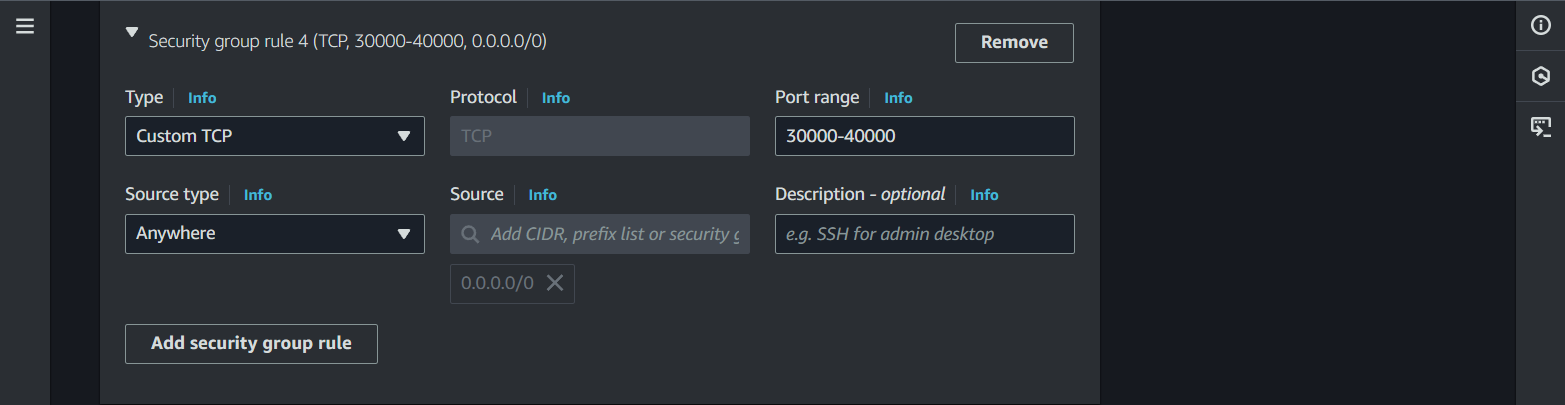 Security group rule 4 (TCP, 30000-40000, 0.0.0.0/0)
Remove
Type Info Protocol Info Port range Info
Custom TCP TCP 30000-40000
Source type Info Source Info Description - optional Info
Anywhere Add CIDR, prefix list or security g e.g. SSH for admin desktop
0.0.0.0/0
Add security group rule